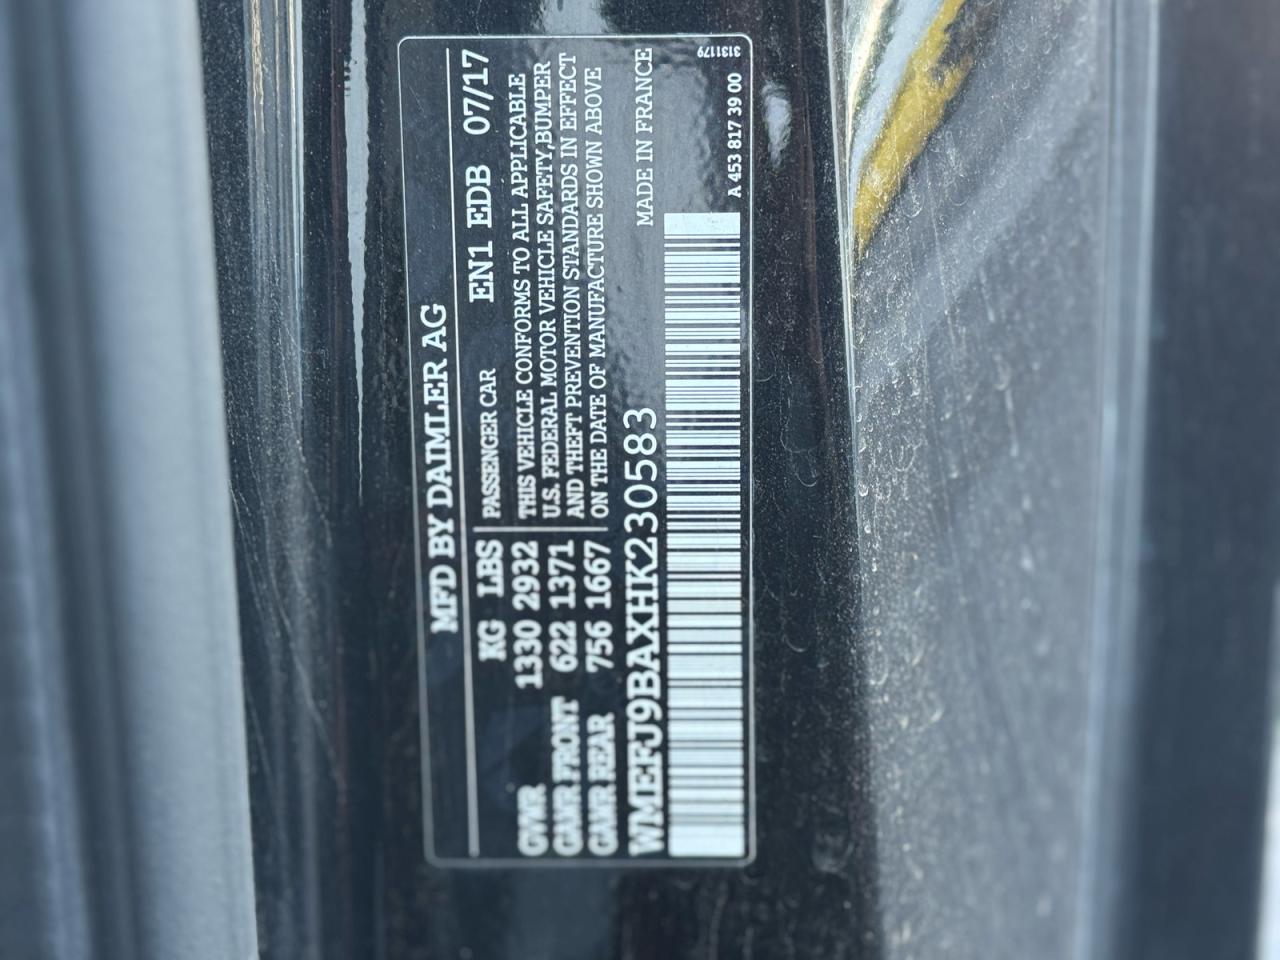 MFD BY DAIMLER AG
KG LBS PASSENGER CAR EN1 EDB 07/17
GVWR 1330 2932 THIS VEHICLE CONFORMS TO ALL APPLICABLE
U.S. FEDERAL MOTOR VEHICLE SAFETY,BUMPER
GAWR FRONT 622 1371 AND THEFT PREVENTION STANDARDS IN EFFECT
GAWR REAR 756 1667 ON THE DATE OF MANUFACTURE SHOWN ABOVE
WMEFJ9BAXHK230583 MADE IN FRANCE
3131179
A 453 817 39 00